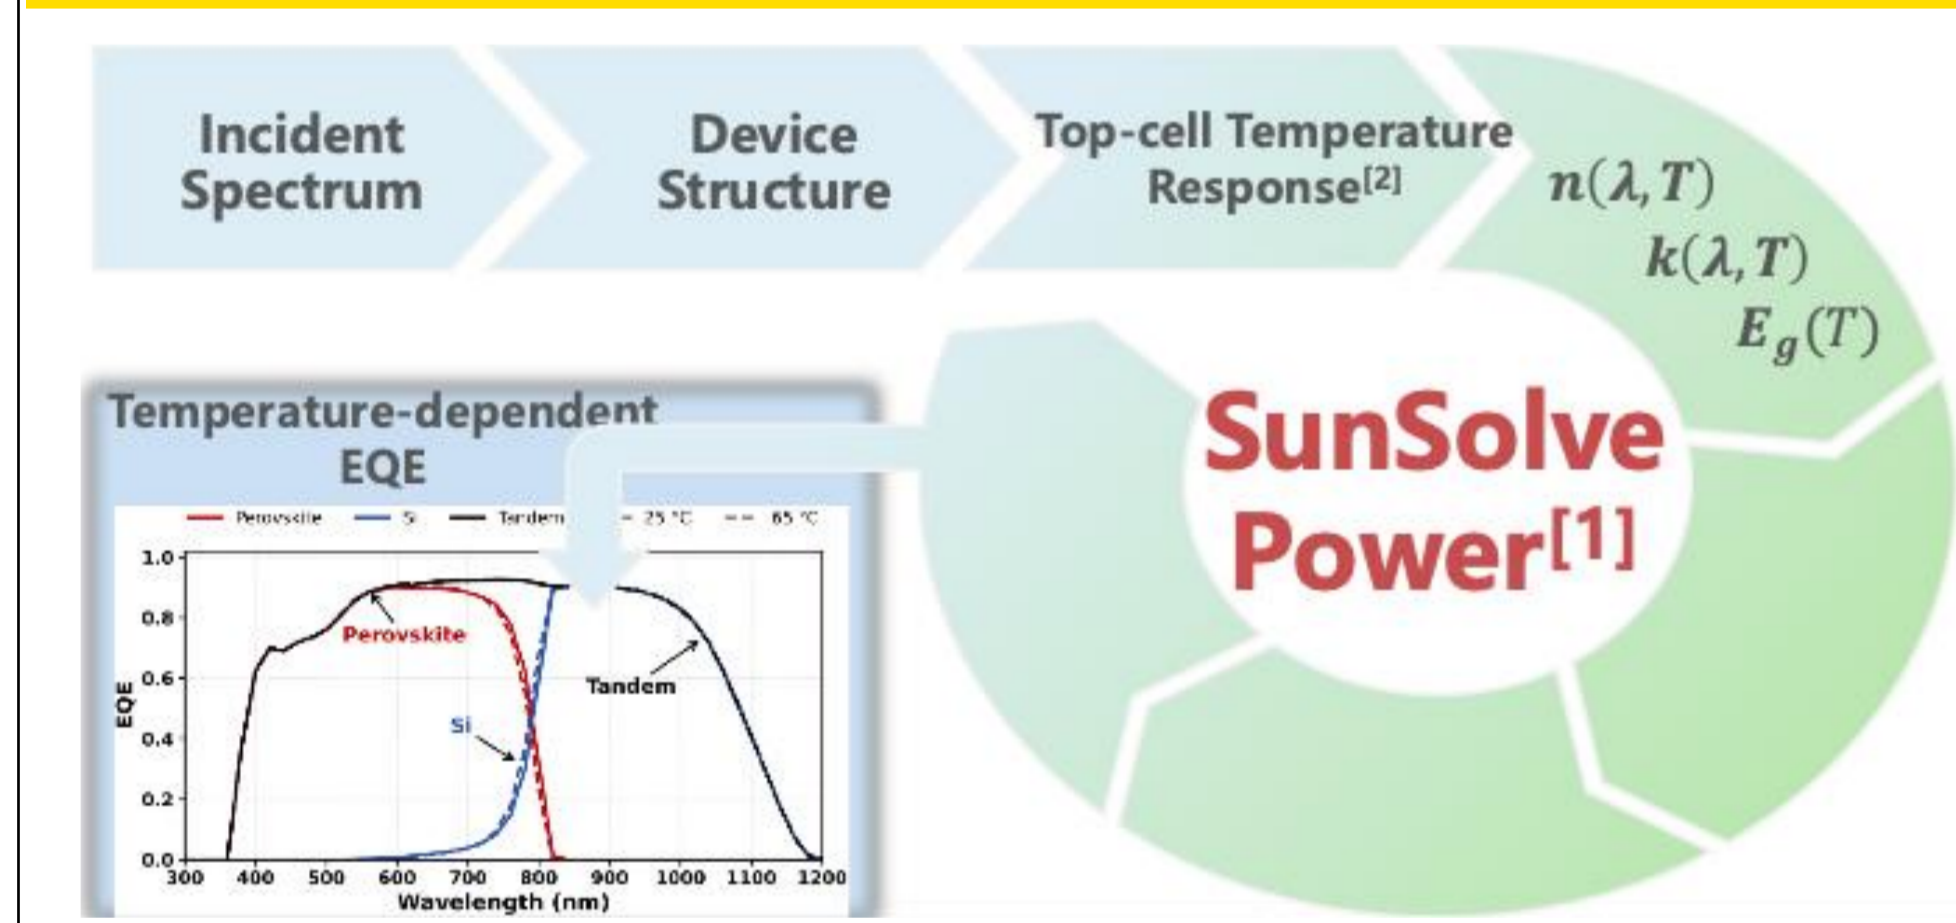 Incident
Spectrum
Device
Structure
Top-cell Temperature
Response[2]
n(λ,T)
k(λ,T)
E_g(T)
SunSolve
Power[1]
Temperature-dependent
EQE
Perovskite Si Tandem 25 °C 65 °C
1.0
0.8
0.6
0.4
0.2
0.0
EQE
Perovskite
Si
Tandem
300 400 500 600 700 800 900 1000 1100 1200
Wavelength (nm)